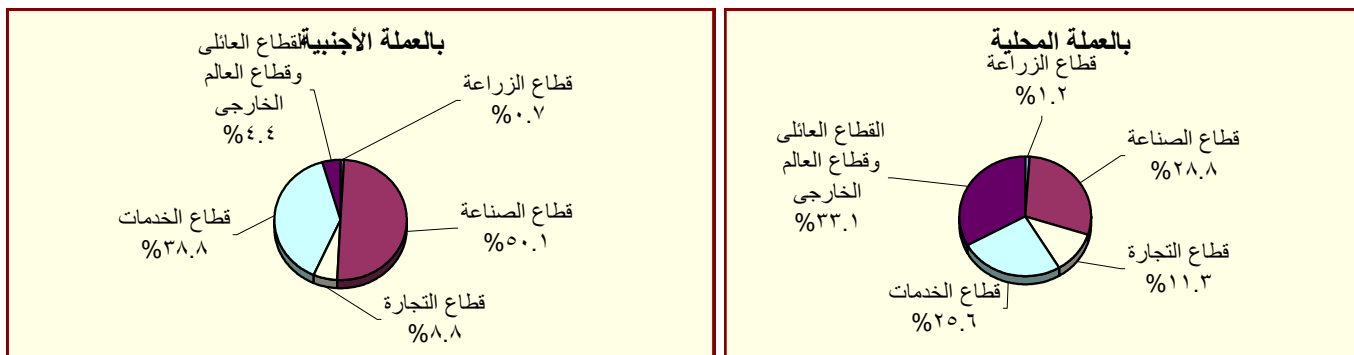 بالعملة المحلية
قطاع الزراعة
%١.٢
قطاع الصناعة
%٢٨.٨
قطاع التجارة
%١١.٣
قطاع الخدمات
%٢٥.٦
القطاع العائلى
وقطاع العالم
الخارجى
%٣٣.١
بالعملة الأجنبية
قطاع الزراعة
%٠.٧
قطاع الصناعة
%٥٠.١
قطاع التجارة
%٨.٨
قطاع الخدمات
%٣٨.٨
القطاع العائلى
وقطاع العالم
الخارجى
%٤.٤